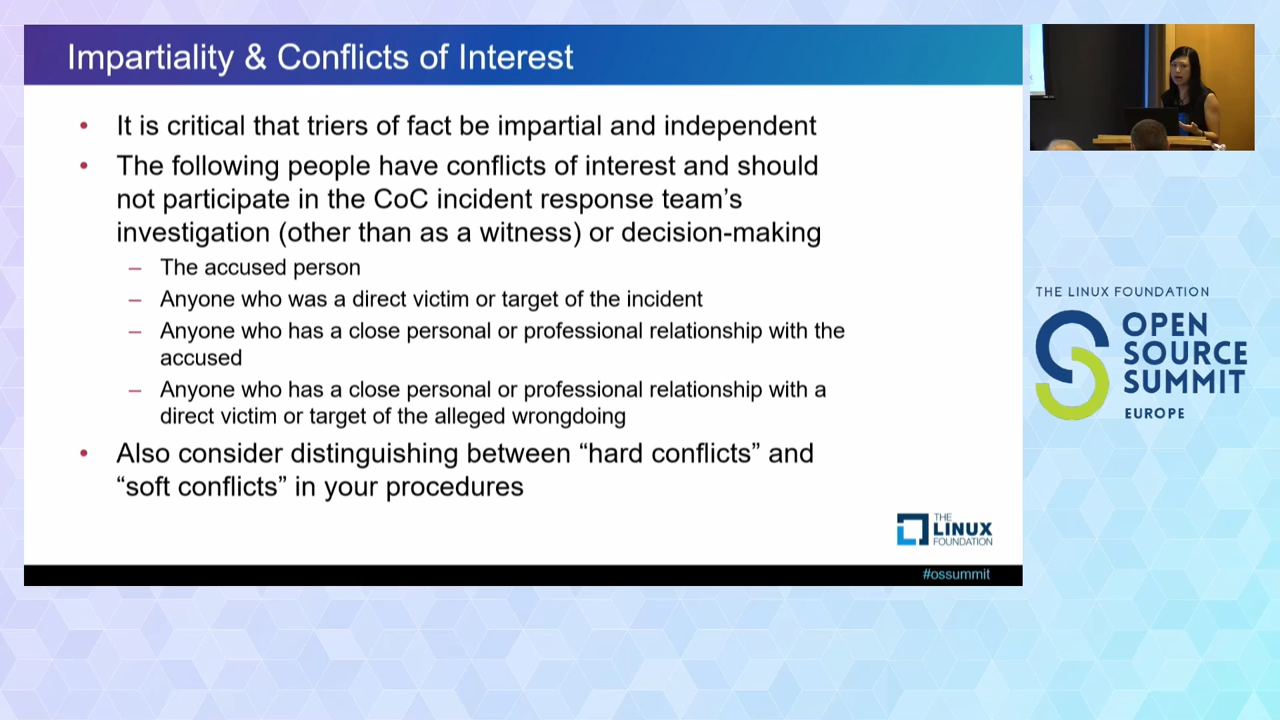 Impartiality & Conflicts of Interest
• It is critical that triers of fact be impartial and independent
• The following people have conflicts of interest and should
not participate in the CoC incident response team’s
investigation (other than as a witness) or decision-making
– The accused person
– Anyone who was a direct victim or target of the incident
– Anyone who has a close personal or professional relationship with the
accused
– Anyone who has a close personal or professional relationship with a
direct victim or target of the alleged wrongdoing
• Also consider distinguishing between “hard conflicts” and
“soft conflicts” in your procedures
THE
LINUX
FOUNDATION
#ossummit
THE LINUX FOUNDATION
OPEN
SOURCE
SUMMIT
EUROPE